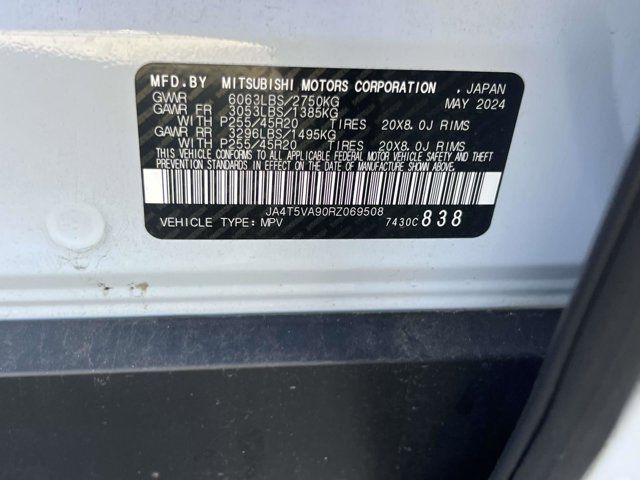 MFD.BY MITSUBISHI MOTORS CORPORATION , JAPAN
GVWR 6063LBS/2750KG MAY 2024
GAWR FR 3053LBS/1385KG
WITH P255/45R20 TIRES 20X8.0J RIMS
GAWR RR 3296LBS/1495KG
WITH P255/45R20 TIRES 20X8.0J RIMS
THIS VEHICLE CONFORMS TO ALL APPLICABLE FEDERAL MOTOR VEHICLE SAFETY AND THEFT
PREVENTION STANDARDS IN EFFECT ON THE DATE OF MANUFACTURE SHOWN ABOVE.
JA4T5VA90RZ069508
VEHICLE TYPE: MPV 7430C 838